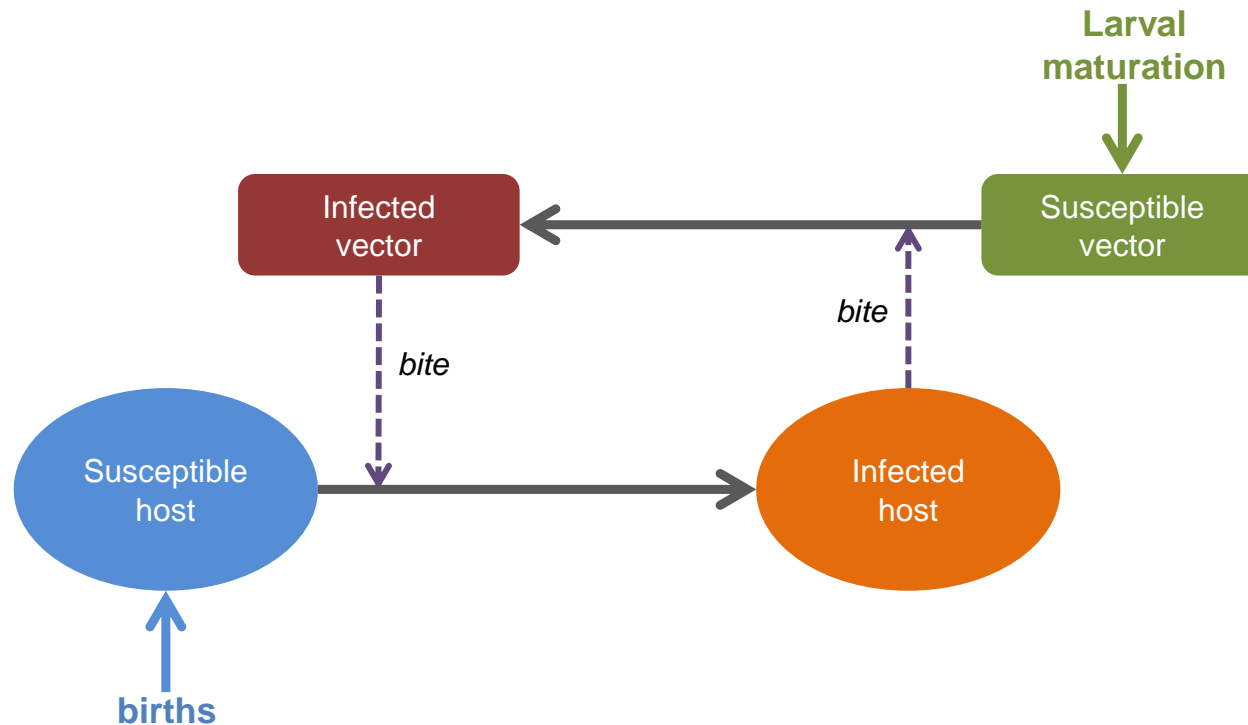 Larval
maturation
Infected
vector
Susceptible
vector
bite
bite
Susceptible
host
Infected
host
births